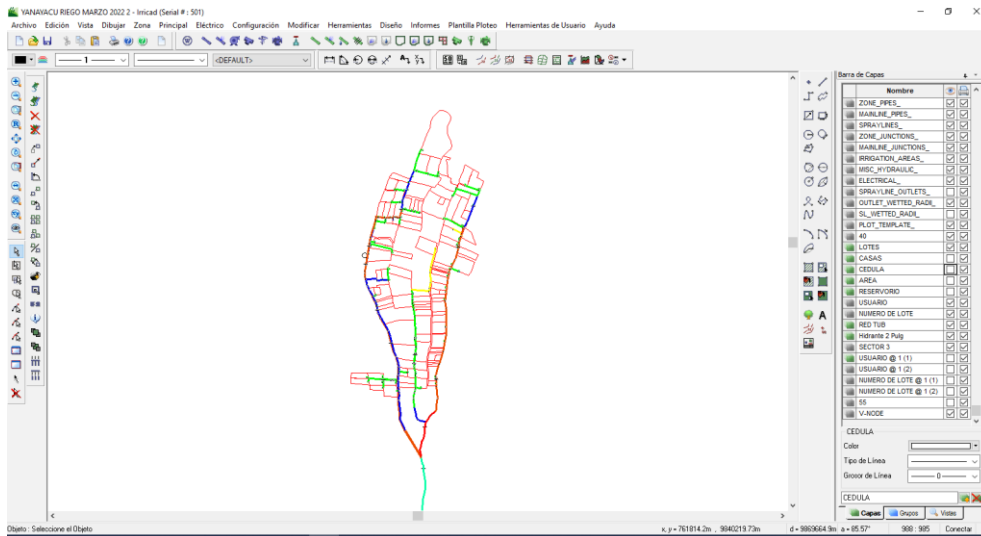 YANAYACU RIEGO MARZO 2022 2 - Irricad (Serial # : 501)
Archivo Edición Vista Dibujar Zona Principal Eléctrico Configuración Modificar Herramientas Diseño Informes Plantilla Ploteo Herramientas de Usuario Ayuda
1
<DEFAULT>
Barra de Capas
Nombre
ZONE_PIPES_
MAINLINE_PIPES_
SPRAYLINES_
ZONE_JUNCTIONS_
MAINLINE_JUNCTIONS_
IRRIGATION_AREAS_
MISC_HYDRAULIC_
ELECTRICAL_
SPRAYLINE_OUTLETS_
OUTLET_WETTED_RADII_
SL_WETTED_RADII_
PLOT_TEMPLATE_
40
LOTES
CASAS
CEDULA
AREA
RESERVORIO
USUARIO
NUMERO DE LOTE
RED TUB
Hidrante 2 Pulg
SECTOR 3
USUARIO @ 1 (1)
USUARIO @ 1 (2)
NUMERO DE LOTE @ 1 (1)
NUMERO DE LOTE @ 1 (2)
55
V-NODE
CEDULA
Color
Tipo de Línea
Grosor de Línea
0
CEDULA
Capas Grupos Vistas
Objeto : Seleccione el Objeto
x, y = 761814.2m , 9840219.73m d = 9869664.9m a = 85.57° 988 : 985 Conectar